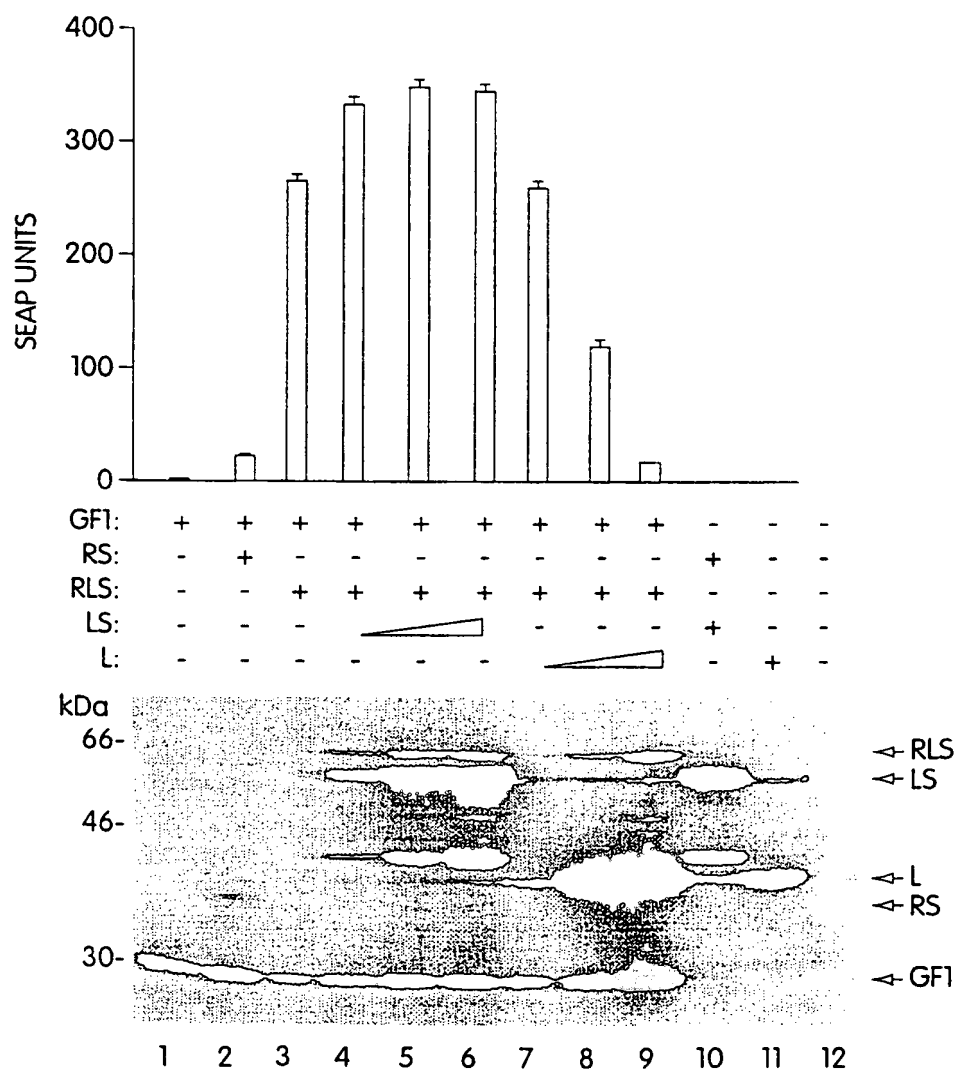 400
300
200
100
0
SEAP UNITS
GF1: + + + + + + + + + - - -
RS: - + - - - - - - - + - -
RLS: - - + + + + + + + - - -
LS: - - - - - - + - -
L: - - - - - - - + -
kDa
66-
46-
30-
RLS
LS
L
RS
GF1
1 2 3 4 5 6 7 8 9 10 11 12